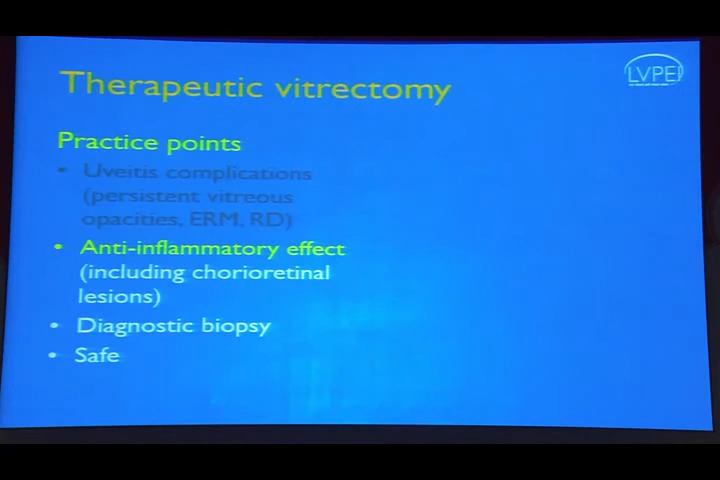 Therapeutic vitrectomy
LVPEI
Practice points
• Uveitis complications
(persistent vitreous
opacities, ERM, RD)
• Anti-inflammatory effect
(including chorioretinal
lesions)
• Diagnostic biopsy
• Safe